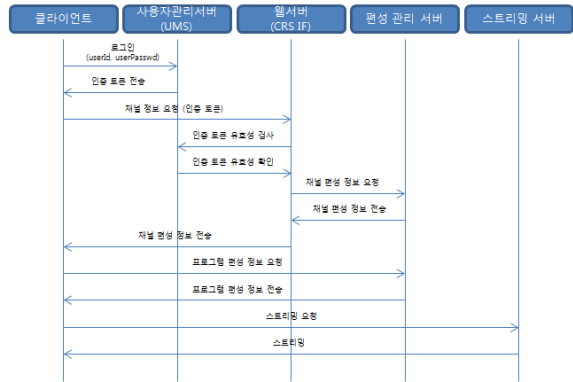 클라이언트
사용자관리서버
(UMS)
웹서버
(CRS IF)
편성 관리 서버
스트리밍 서버
로그인
(userId, userPasswd)
인증 토큰 전송
채널 정보 요청 (인증 토큰)
인증 토큰 유효성 검사
인증 토큰 유효성 확인
채널 편성 정보 요청
채널 편성 정보 전송
채널 편성 정보 전송
프로그램 편성 정보 요청
프로그램 편성 정보 전송
스트리밍 요청
스트리밍